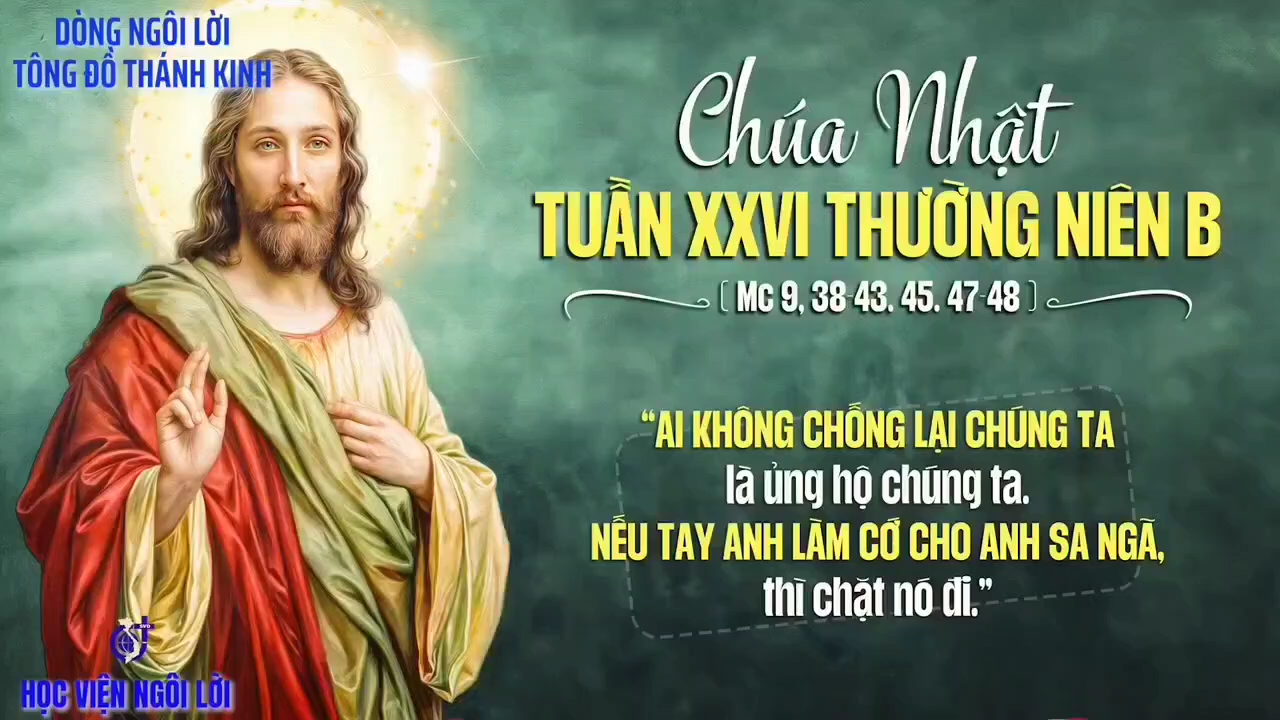 DÒNG NGÔI LỜI
TÔNG ĐỒ THÁNH KINH
Chúa Nhật
TUẦN XXVI THƯỜNG NIÊN B
[ Mc 9, 38-43. 45. 47-48 ]
“AI KHÔNG CHỐNG LẠI CHÚNG TA
là ủng hộ chúng ta.
NẾU TAY ANH LÀM CỚ CHO ANH SA NGÃ,
thì chặt nó đi.”
SVD
HỌC VIỆN NGÔI LỜI